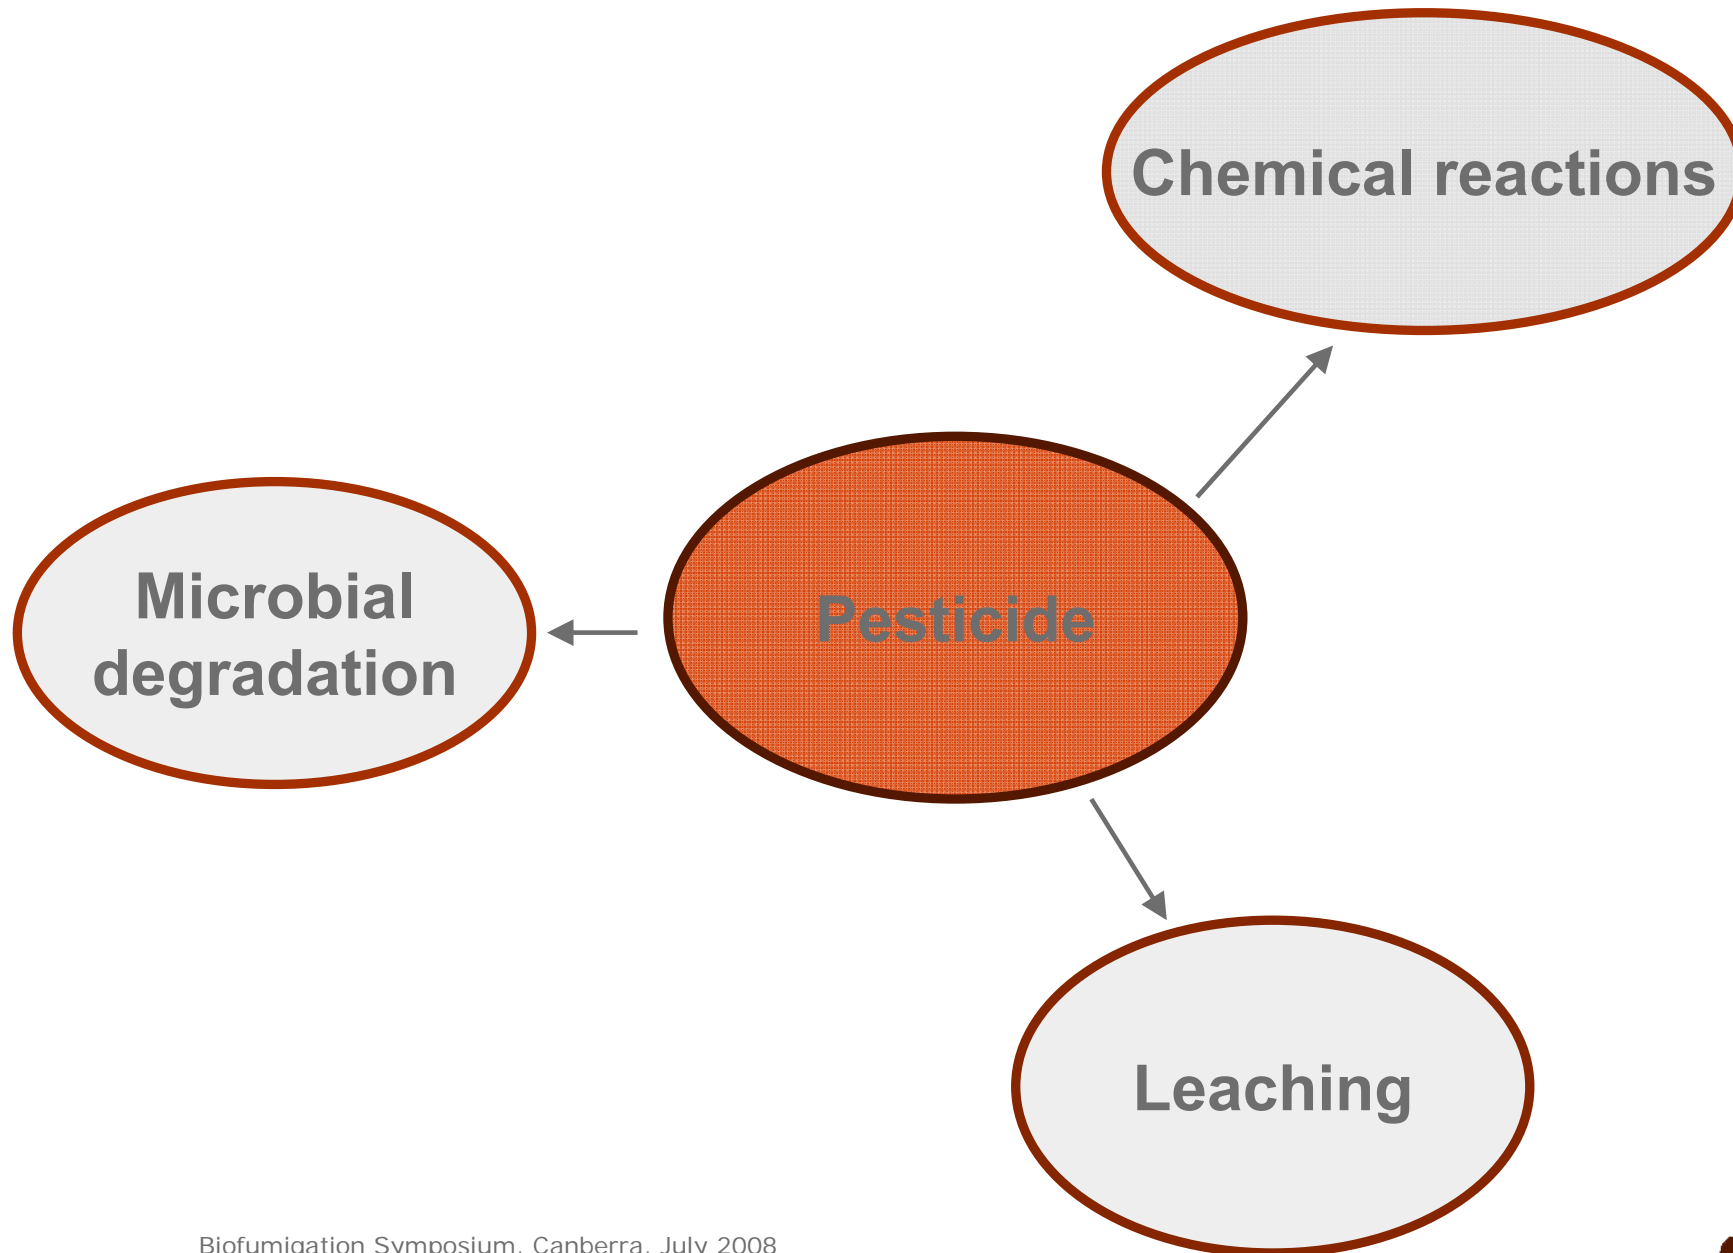 Chemical reactions
Microbial
degradation
Pesticide
Leaching
Biofumigation Symposium, Canberra, July 2008